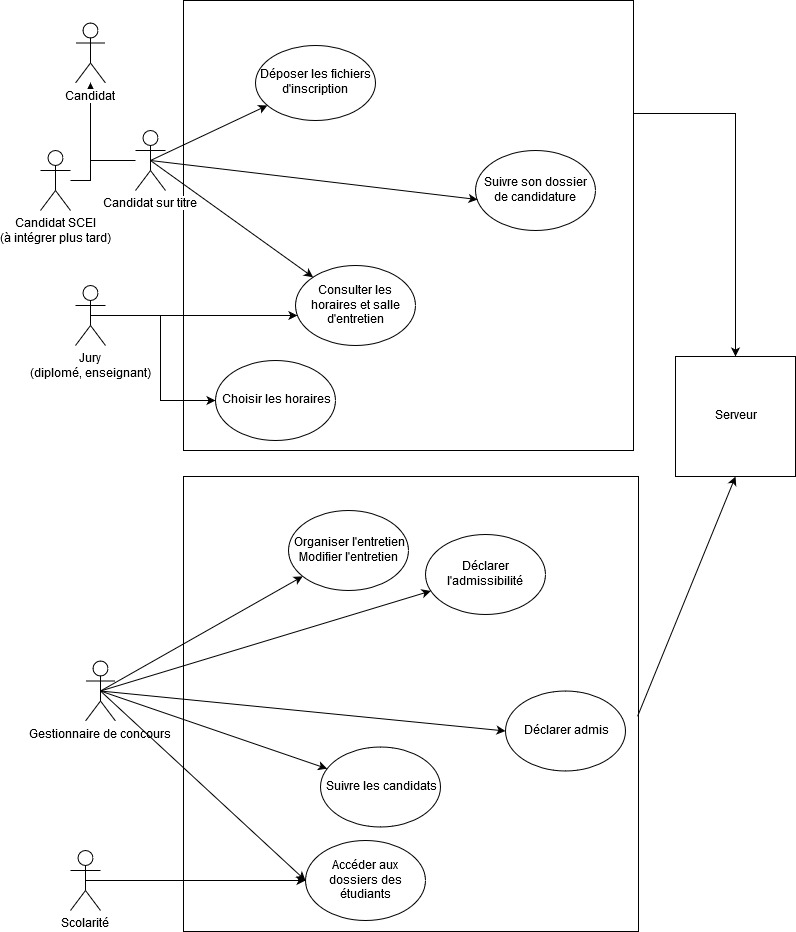 Candidat
Déposer les fichiers
d'inscription
Candidat sur titre
Candidat SCEI
(à intégrer plus tard)
Suivre son dossier
de candidature
Consulter les
horaires et salle
d'entretien
Jury
(diplomé, enseignant)
Choisir les horaires
Serveur
Organiser l'entretien
Modifier l'entretien
Déclarer
l'admissibilité
Gestionnaire de concours
Déclarer admis
Suivre les candidats
Accéder aux
dossiers des
étudiants
Scolarité